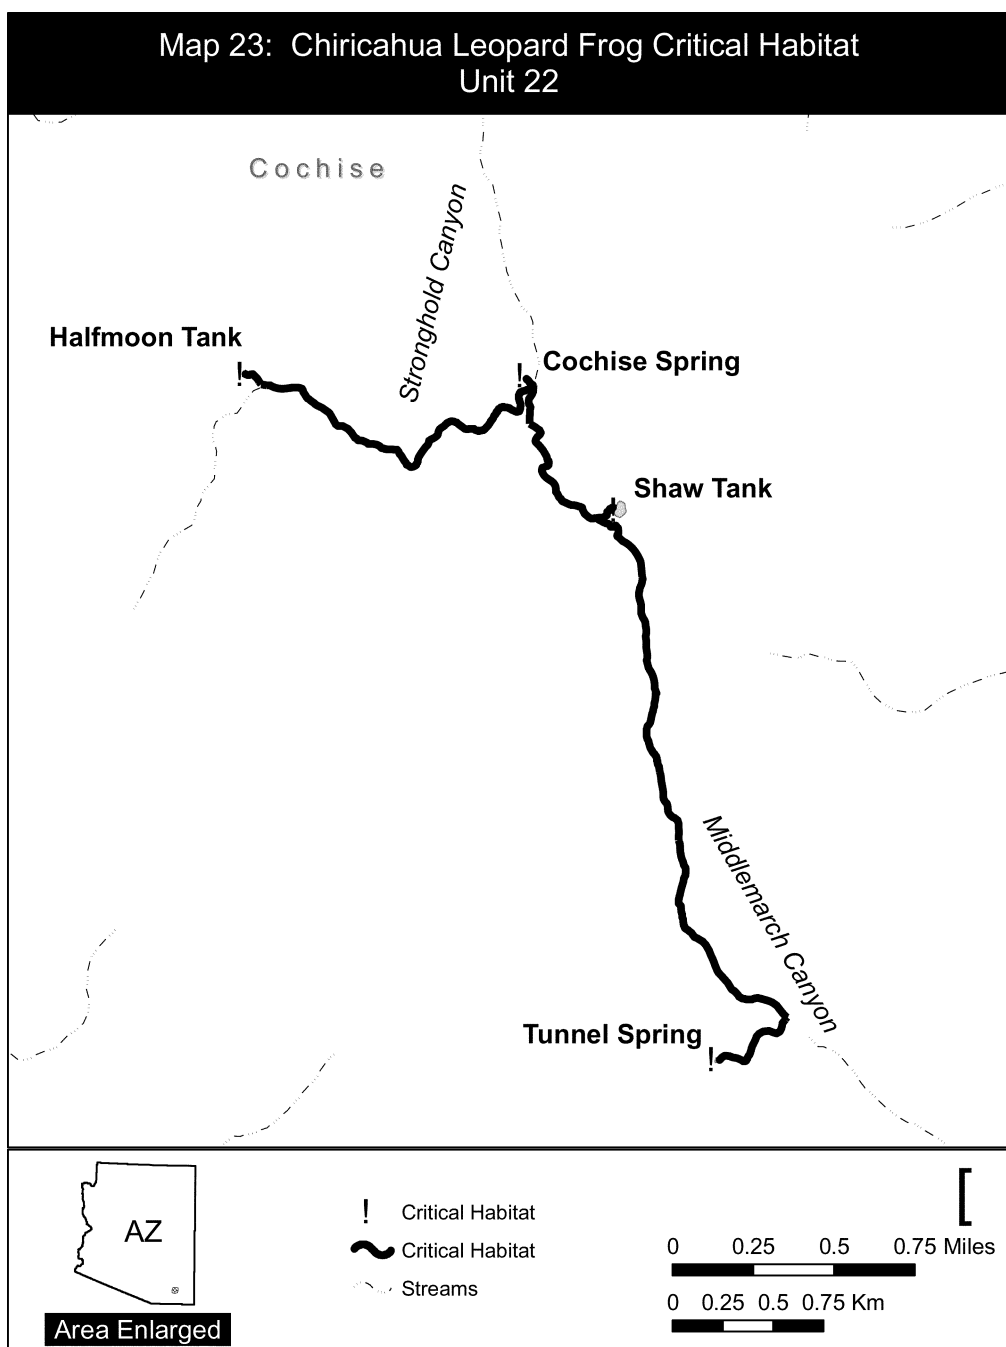 Map 23:  Chiricahua Leopard Frog Critical Habitat
Unit 22
Cochise
Stronghold Canyon
Halfmoon Tank
!
! Cochise Spring
Shaw Tank
!
Middlemarch Canyon
Tunnel Spring
!
AZ
Area Enlarged
! Critical Habitat
Critical Habitat
Streams
[
0 0.25 0.5 0.75 Miles
0 0.25 0.5 0.75 Km